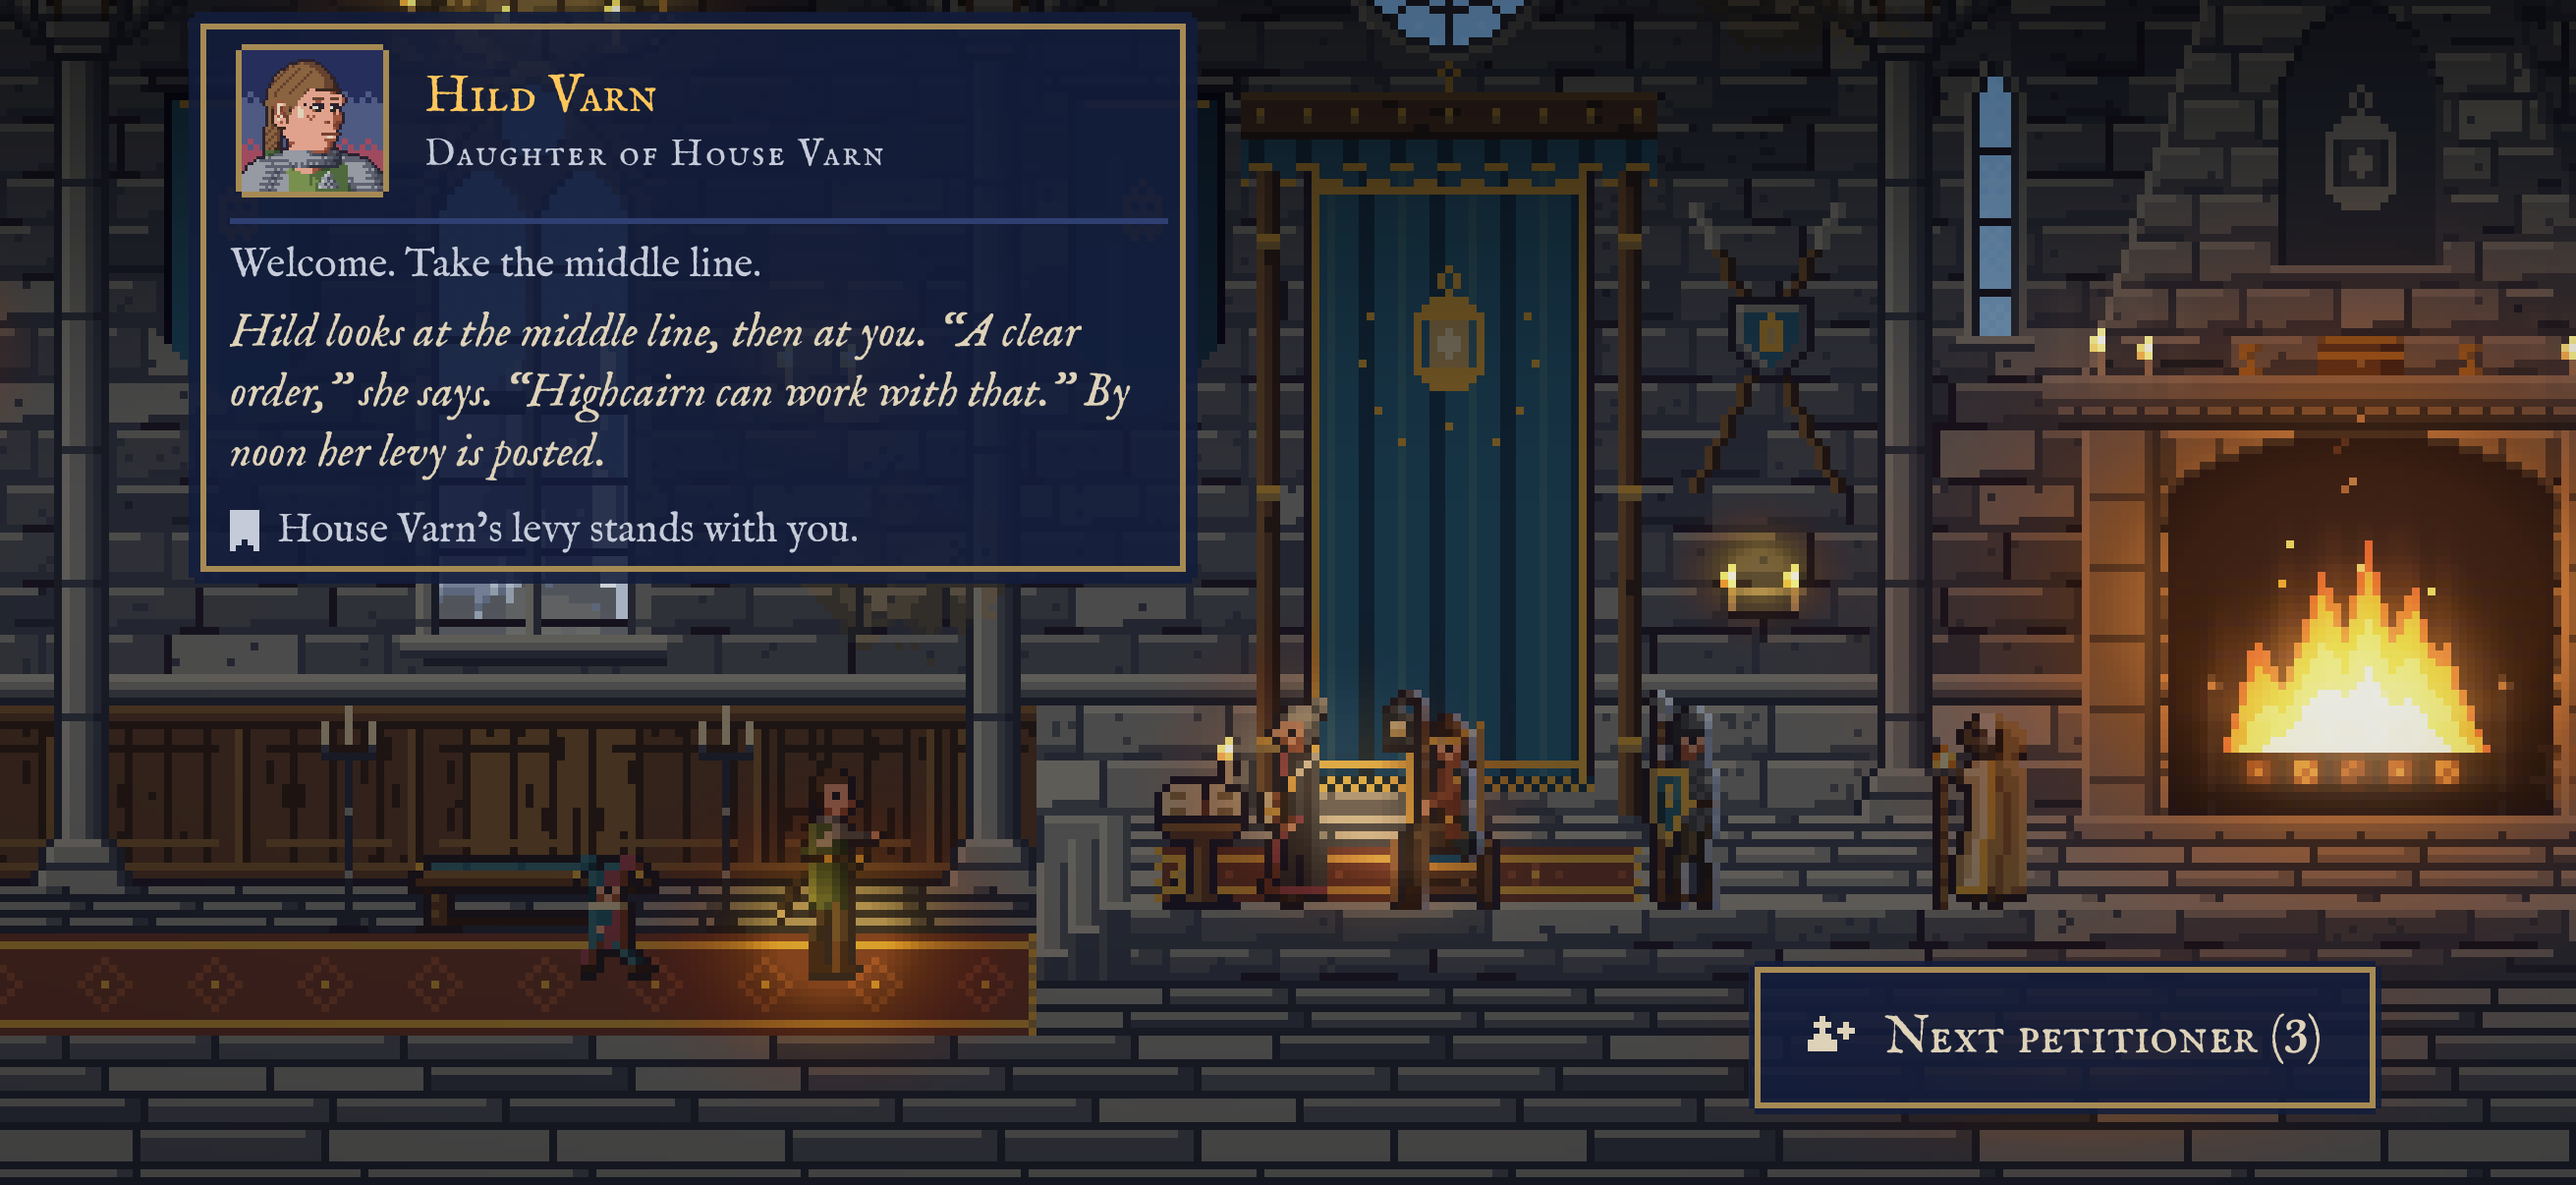 Hild Varn
Daughter of House Varn
Welcome. Take the middle line.
Hild looks at the middle line, then at you. “A clear
order,” she says. “Highcairn can work with that.” By
noon her levy is posted.
House Varn’s levy stands with you.
Next petitioner (3)